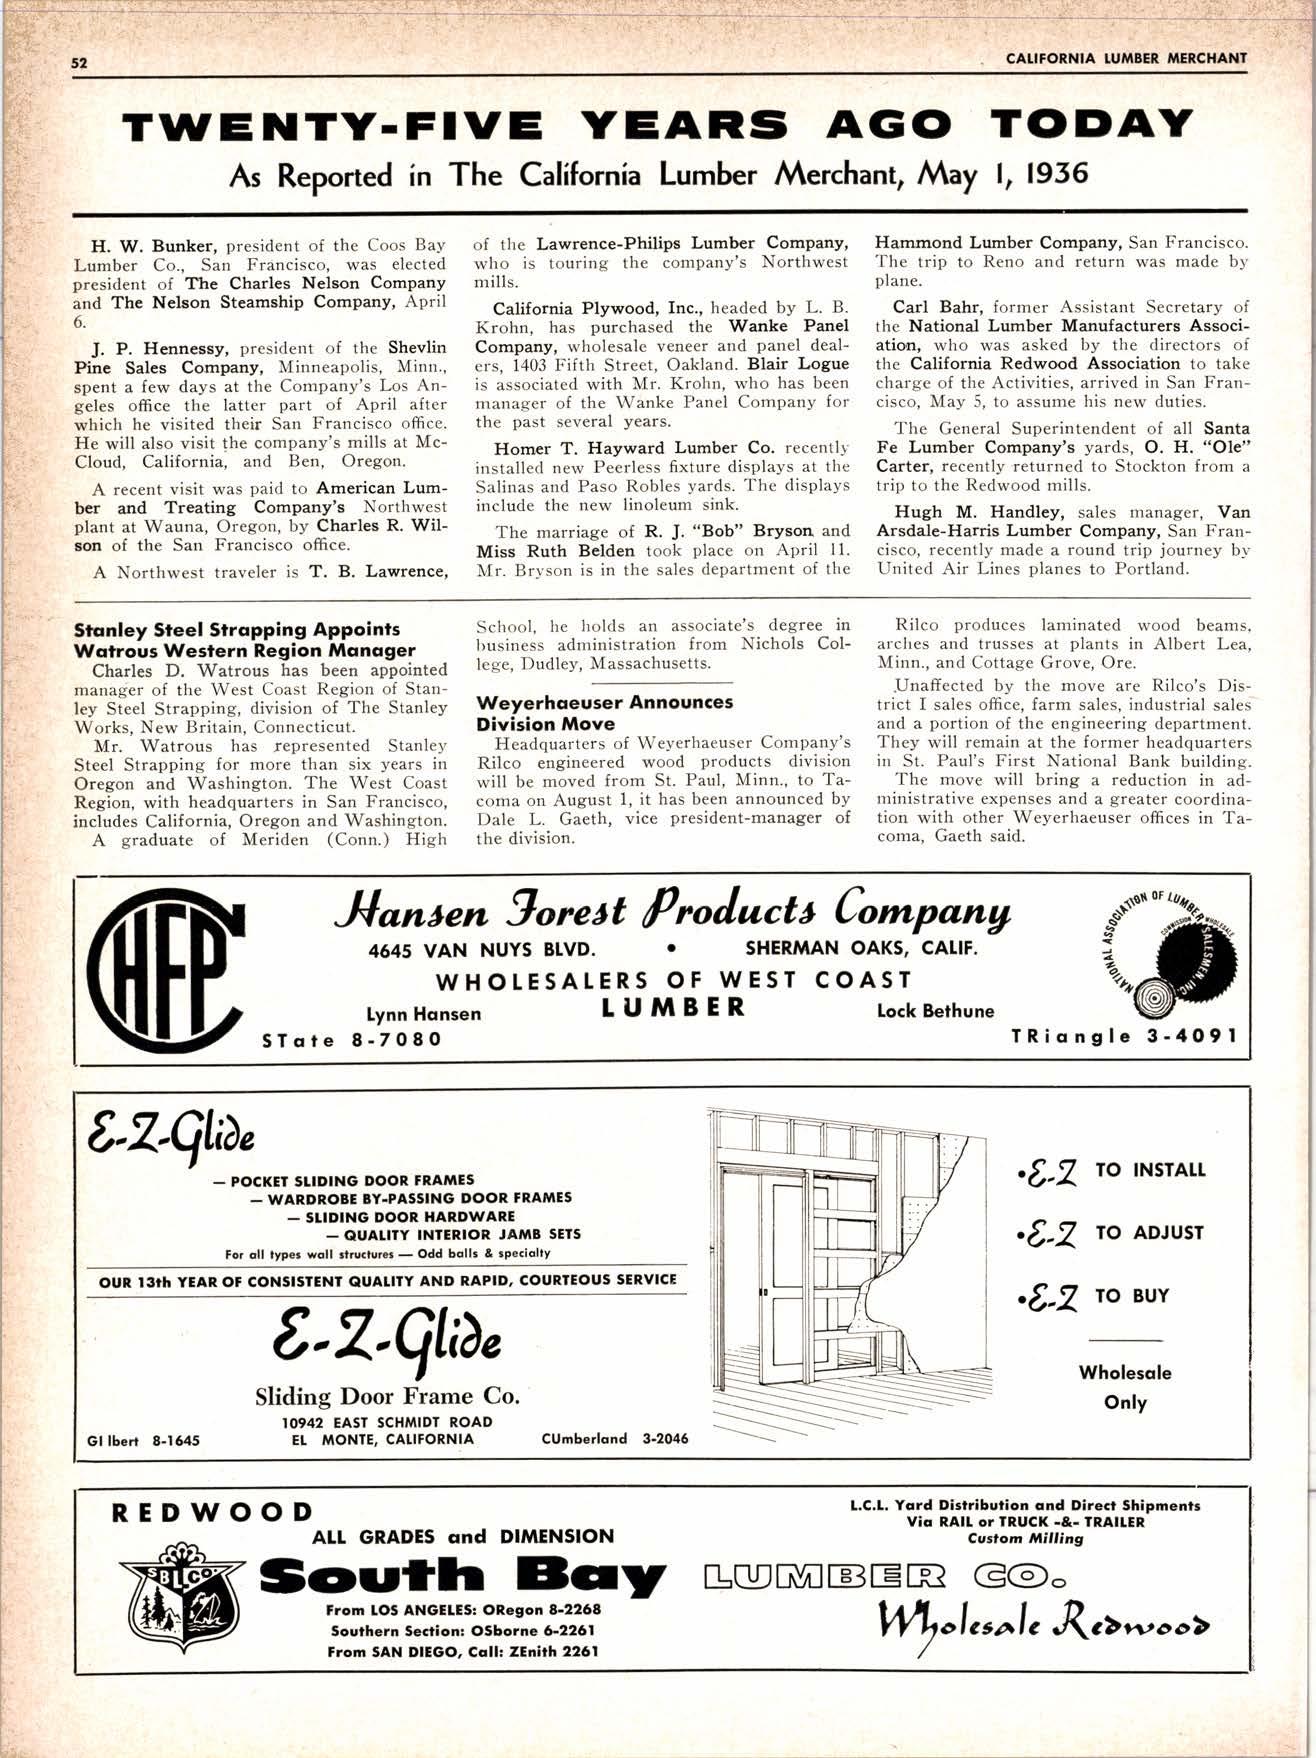 52
CALIFORNIA LUMBER MERCHANT
TWENTY-FIVE YEARS AGO TODAY
As Reported in The California Lumber Merchant, May 1, 1936
H. W. Bunker, president of the Coos Bay
Lumber Co., San Francisco, was elected
president of The Charles Nelson Company
and The Nelson Steamship Company, April
6.
J. P. Hennessy, president of the Shevlin
Pine Sales Company, Minneapolis, Minn.,
spent a few days at the Company's Los An-
geles office the latter part of April after
which he visited their San Francisco office.
He will also visit the company's mills at Mc-
Cloud, California, and Ben, Oregon.
A recent visit was paid to American Lum-
ber and Treating Company's Northwest
plant at Wauna, Oregon, by Charles R. Wil-
son of the San Francisco office.
A Northwest traveler is T. B. Lawrence,
of the Lawrence-Philips Lumber Company,
who is touring the company's Northwest
mills.
California Plywood, Inc., headed by L. B.
Krohn, has purchased the Wanke Panel
Company, wholesale veneer and panel deal-
ers, 1403 Fifth Street, Oakland. Blair Logue
is associated with Mr. Krohn, who has been
manager of the Wanke Panel Company for
the past several years.
Homer T. Hayward Lumber Co. recently
installed new Peerless fixture displays at the
Salinas and Paso Robles yards. The displays
include the new linoleum sink.
The marriage of R. J. "Bob" Bryson and
Miss Ruth Belden took place on April 11.
Mr. Bryson is in the sales department of the
Hammond Lumber Company, San Francisco.
The trip to Reno and return was made by
plane.
Carl Bahr, former Assistant Secretary of
the National Lumber Manufacturers Associ-
ation, who was asked by the directors of
the California Redwood Association to take
charge of the Activities, arrived in San Fran-
cisco, May 5, to assume his new duties.
The General Superintendent of all Santa
Fe Lumber Company's yards, O. H. "Ole"
Carter, recently returned to Stockton from a
trip to the Redwood mills.
Hugh M. Handley, sales manager, Van
Arsdale-Harris Lumber Company, San Fran-
cisco, recently made a round trip journey by
United Air Lines planes to Portland.
Stanley Steel Strapping Appoints
Watrous Western Region Manager
Charles D. Watrous has been appointed
manager of the West Coast Region of Stan-
ley Steel Strapping, division of The Stanley
Works, New Britain, Connecticut.
Mr. Watrous has represented Stanley
Steel Strapping for more than six years in
Oregon and Washington. The West Coast
Region, with headquarters in San Francisco,
includes California, Oregon and Washington.
A graduate of Meriden (Conn.) High
School, he holds an associate's degree in
business administration from Nichols Col-
lege, Dudley, Massachusetts.
Weyerhaeuser Announces
Division Move
Headquarters of Weyerhaeuser Company's
Rilco engineered wood products division
will be moved from St. Paul, Minn., to Ta-
coma on August 1, it has been announced by
Dale L. Gaeth, vice president-manager of
the division.
Rilco produces laminated wood beams,
arches and trusses at plants in Albert Lea,
Minn., and Cottage Grove, Ore.
Unaffected by the move are Rilco's Dis-
trict I sales office, farm sales, industrial sales
and a portion of the engineering department.
They will remain at the former headquarters
in St. Paul's First National Bank building.
The move will bring a reduction in ad-
ministrative expenses and a greater coordina-
tion with other Weyerhaeuser offices in Ta-
coma, Gaeth said.
CHFP
Hansen Forest Products Company
4645 VAN NUYS BLVD. • SHERMAN OAKS, CALIF.
WHOLESALERS OF WEST COAST
LUMBER
Lynn Hansen
Lock Bethune
STate 8-7080
TRiangle 3-4091
NATIONAL ASSOCIATION OF LUMBER
COMMISSION WHOLESALE
SALESMEN, INC.
E-Z-Glide
— POCKET SLIDING DOOR FRAMES
— WARDROBE BY-PASSING DOOR FRAMES
— SLIDING DOOR HARDWARE
— QUALITY INTERIOR JAMB SETS
For all types wall structures — Odd balls & specialty
OUR 13th YEAR OF CONSISTENT QUALITY AND RAPID, COURTEOUS SERVICE
E-Z-Glide
Sliding Door Frame Co.
10942 EAST SCHMIDT ROAD
EL MONTE, CALIFORNIA
GIlbert 8-1645
CUmberland 3-2046
•E-Z TO INSTALL
•E-Z TO ADJUST
•E-Z TO BUY
Wholesale
Only
REDWOOD
ALL GRADES and DIMENSION
L.C.L. Yard Distribution and Direct Shipments
Via RAIL or TRUCK -&- TRAILER
Custom Milling
SBLCO.
South Bay LUMBER CO.
From LOS ANGELES: ORegon 8-2268
Southern Section: OSborne 6-2261
From SAN DIEGO, Call: ZEnith 2261
Wholesale Redwood